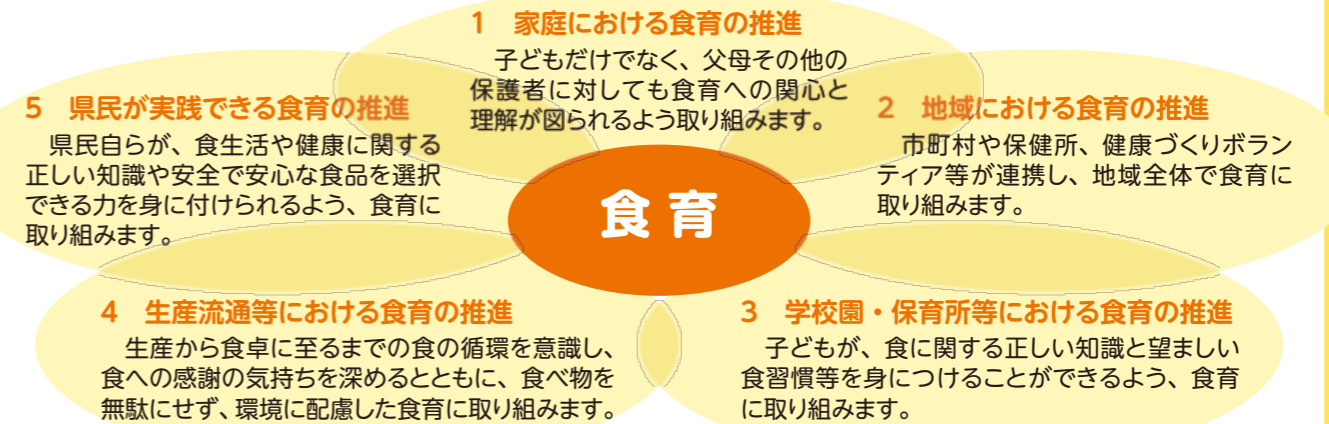 1 家庭における食育の推進
子どもだけでなく、父母その他の
保護者に対しても食育への関心と
理解が図られるよう取り組みます。
2 地域における食育の推進
市町村や保健所、健康づくりボラン
ティア等が連携し、地域全体で食育に
取り組みます。
食育
3 学校園・保育所等における食育の推進
子どもが、食に関する正しい知識と望ましい
食習慣等を身につけることができるよう、食育
に取り組みます。
4 生産流通等における食育の推進
生産から食卓に至るまでの食の循環を意識し、
食への感謝の気持ちを深めるとともに、食べ物を
無駄にせず、環境に配慮した食育に取り組みます。
5 県民が実践できる食育の推進
県民自らが、食生活や健康に関する
正しい知識や安全で安心な食品を選択
できる力を身に付けられるよう、食育に
取り組みます。